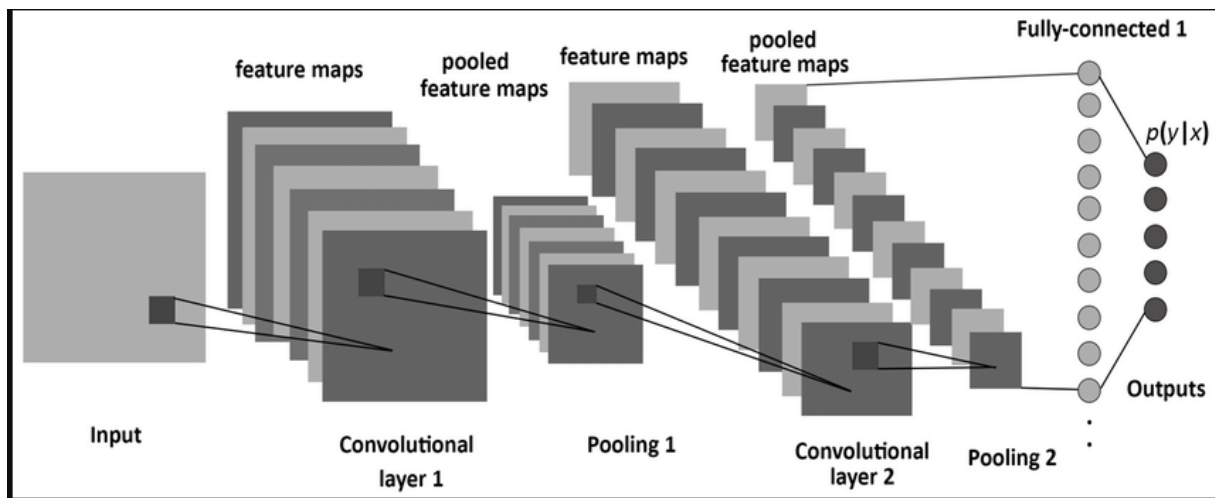 Fully-connected 1
feature maps
pooled
feature maps
feature maps
pooled
feature maps
p(y|x)
Input
Convolutional
layer 1
Pooling 1
Convolutional
layer 2
Pooling 2
Outputs